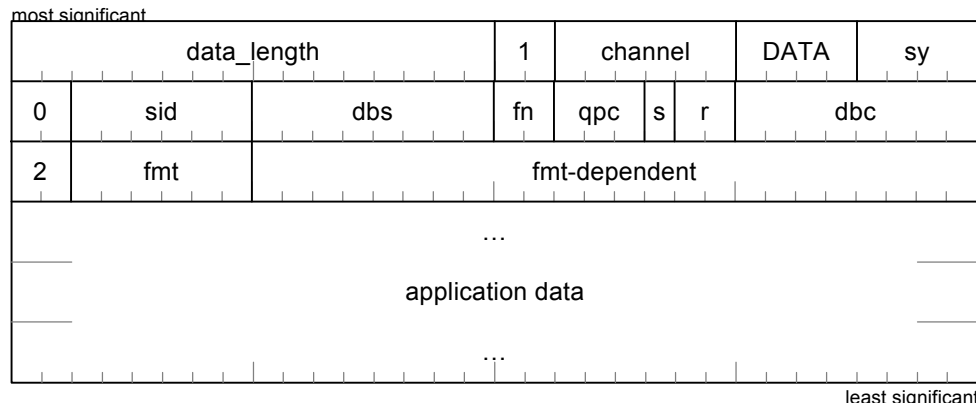 most significant
data_length 1 channel DATA sy
0 sid dbs fn qpc s r dbc
2 fmt fmt-dependent
…
application data
…
least significant